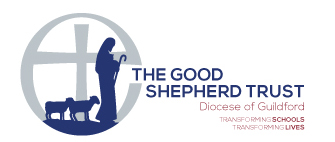 THE GOOD
SHEPHERD TRUST
Diocese of Guildford
TRANSFORMINGSCHOOLS
TRANSFORMINGLIVES